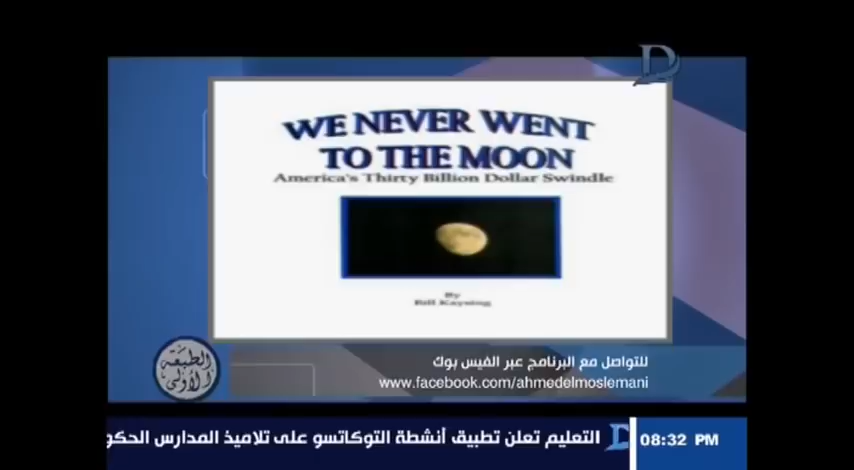 WE NEVER WENT
TO THE MOON
America's Thirty Billion Dollar Swindle
By
Bill Kaysing
للتواصل مع البرنامج عبر الفيس بوك
www.facebook.com/ahmedelmoslemani
الطبعة
الأولى
التعليم تعلن تطبيق أنشطة التوكاتسو على تلاميذ المدارس الحكو
08:32 PM